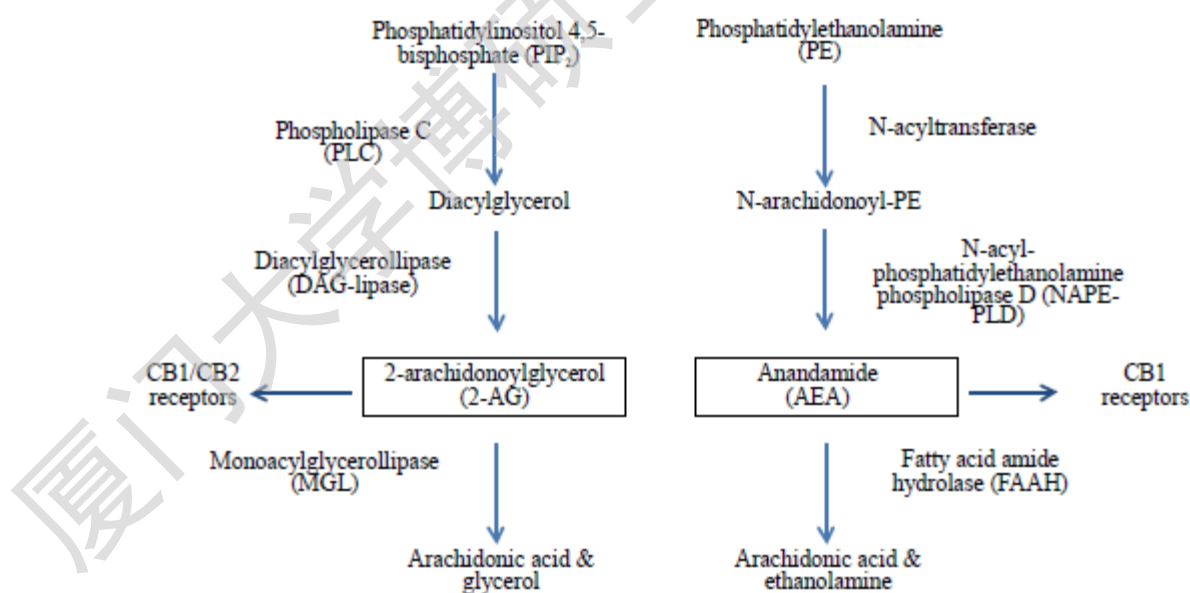 Phosphatidylinositol 4,5-
bisphosphate (PIP₂)
Phospholipase C
(PLC)
Diacylglycerol
Diacylglycerollipase
(DAG-lipase)
CB1/CB2
receptors
2-arachidonoylglycerol
(2-AG)
Monoacylglycerollipase
(MGL)
Arachidonic acid &
glycerol
Phosphatidylethanolamine
(PE)
N-acyltransferase
N-arachidonoyl-PE
N-acyl-
phosphatidylethanolamine
phospholipase D (NAPE-
PLD)
Anandamide
(AEA)
CB1
receptors
Fatty acid amide
hydrolase (FAAH)
Arachidonic acid &
ethanolamine
厦门大学博硕